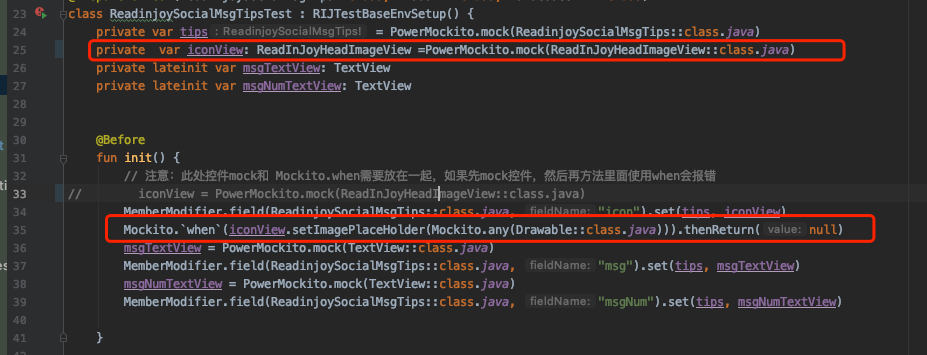 23 class ReadinjoySocialMsgTipsTest : RIJTestBaseEnvSetup() {
24 private var tips : ReadinjoySocialMsgTips! = PowerMockito.mock(ReadinjoySocialMsgTips::class.java)
25 private var iconView: ReadInJoyHeadImageView =PowerMockito.mock(ReadInJoyHeadImageView::class.java)
26 private lateinit var msgTextView: TextView
27 private lateinit var msgNumTextView: TextView
28
29
30 @Before
31 fun init() {
32 // 注意：此处控件mock和 Mockito.when需要放在一起，如果先mock控件，然后再方法里面使用when会报错
33 // iconView = PowerMockito.mock(ReadInJoyHeadImageView::class.java)
34 MemberModifier.field(ReadinjoySocialMsgTips::class.java, fieldName: "icon").set(tips, iconView)
35 Mockito.`when`(iconView.setImagePlaceHolder(Mockito.any(Drawable::class.java))).thenReturn( value: null)
36 msgTextView = PowerMockito.mock(TextView::class.java)
37 MemberModifier.field(ReadinjoySocialMsgTips::class.java, fieldName: "msg").set(tips, msgTextView)
38 msgNumTextView = PowerMockito.mock(TextView::class.java)
39 MemberModifier.field(ReadinjoySocialMsgTips::class.java, fieldName: "msgNum").set(tips, msgNumTextView)
40
41 }